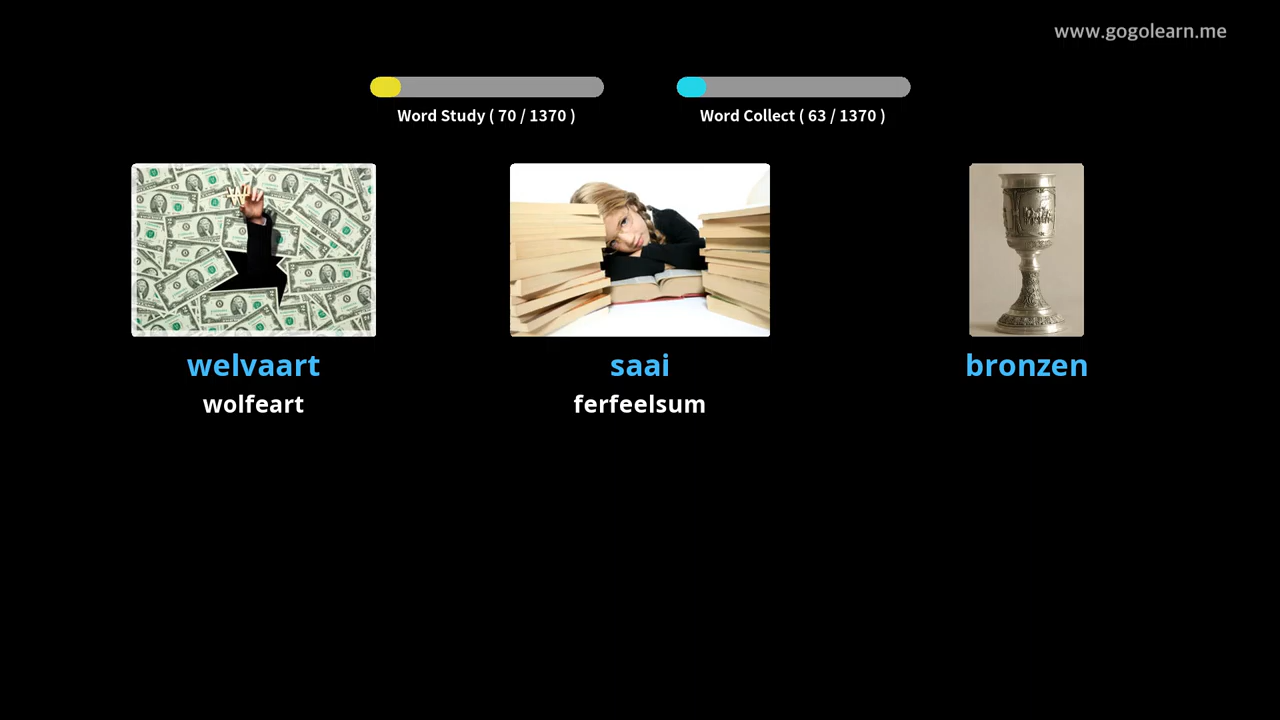 www.gogolearn.me
Word Study ( 70 / 1370 )
Word Collect ( 63 / 1370 )
welvaart
saai
bronzen
wolfeart
ferfeelsum